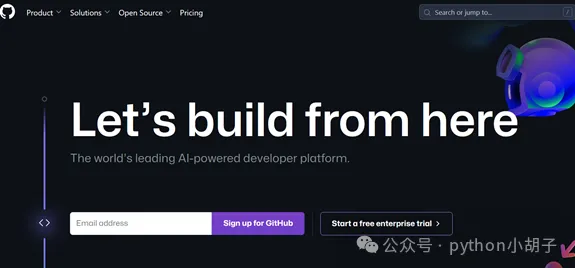 Product Solutions Open Source Pricing
Search or jump to...
/
Let's build from here
The world's leading AI-powered developer platform.
Email address
Sign up for GitHub
Start a free enterprise trial >
公众号 · python小胡子